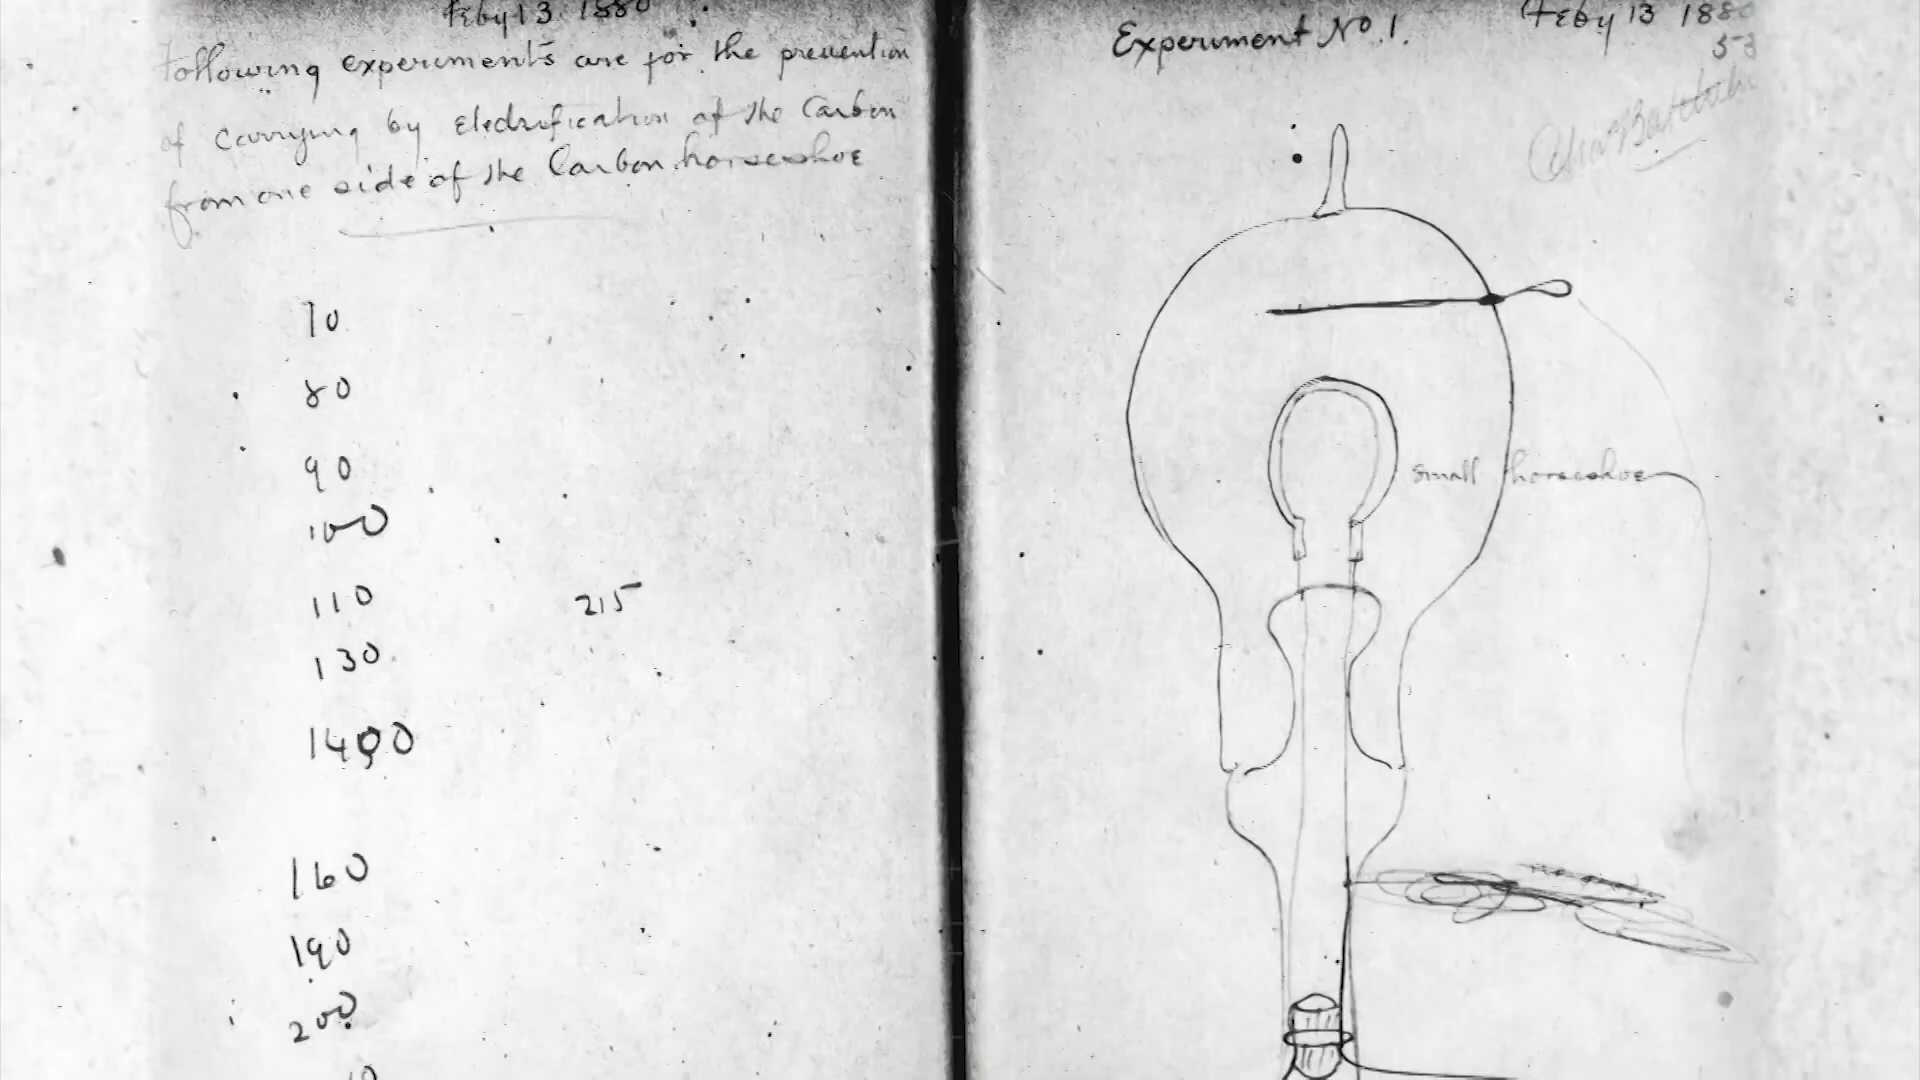 Feby 13 1880
Following experiments are for the prevention
of carrying by electrification of the Carbon
from one side of the Carbon horseshoe
70
80
90
100
110 215
130
1400
160
190
200
Experiment No. 1. Feby 13 1880
53
small horseshoe